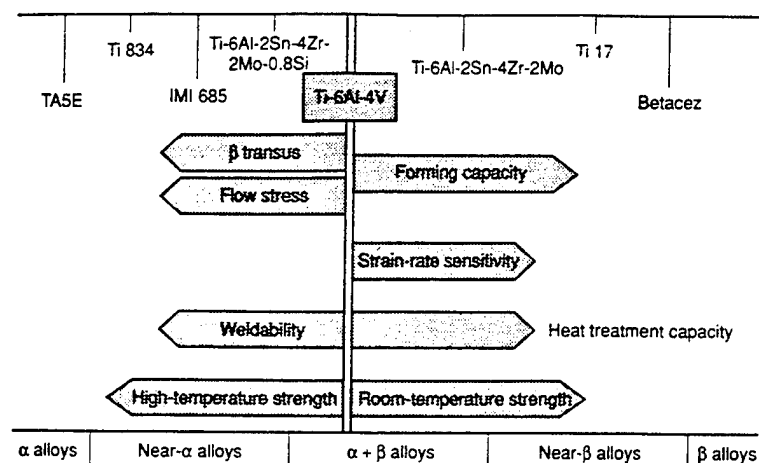 Ti 834
Ti-6Al-2Sn-4Zr-
2Mo-0.8Si
Ti-6Al-2Sn-4Zr-2Mo
Ti 17
TA5E
IMI 685
Ti-6Al-4V
Betacez
β transus
Forming capacity
Flow stress
Strain-rate sensitivity
Weldability
Heat treatment capacity
High-temperature strength
Room-temperature strength
α alloys
Near-α alloys
α + β alloys
Near-β alloys
β alloys